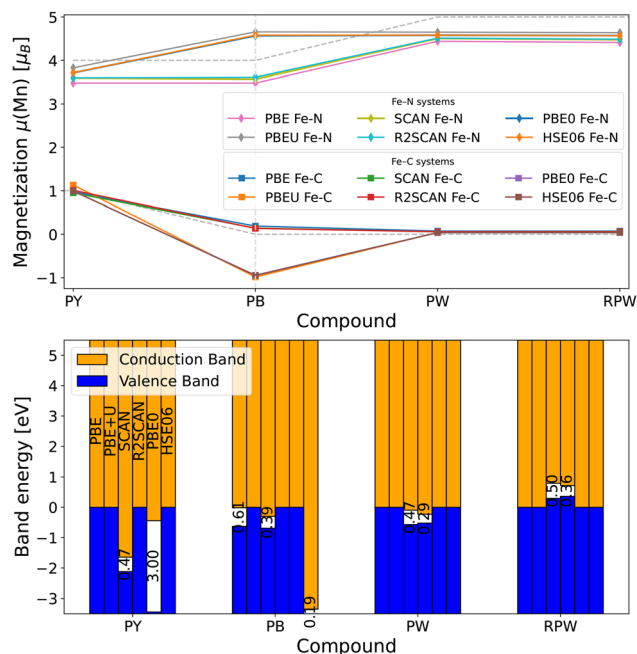 Magnetization μ(Mn) [μB]
5
4
3
2
1
0
−1
Fe–N systems
PBE Fe-N
SCAN Fe-N
PBE0 Fe-N
PBEU Fe-N
R2SCAN Fe-N
HSE06 Fe-N
Fe–C systems
PBE Fe-C
SCAN Fe-C
PBE0 Fe-C
PBEU Fe-C
R2SCAN Fe-C
HSE06 Fe-C
PY
PB
PW
RPW
Compound
Band energy [eV]
5
4
3
2
1
0
−1
−2
−3
Conduction Band
Valence Band
PBE
PBE+U
SCAN
R2SCAN
PBE0
HSE06
0.47
3.00
0.61
0.39
0.19
0.47
0.29
0.50
0.36
PY
PB
PW
RPW
Compound